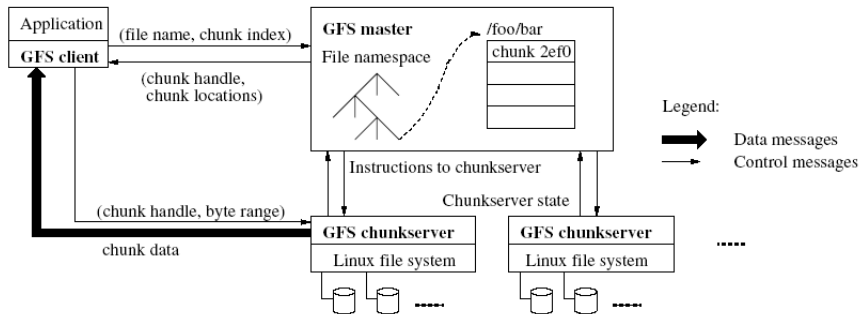 Application
GFS client
(file name, chunk index)
(chunk handle,
chunk locations)
GFS master
File namespace
/foo/bar
chunk 2ef0
Legend:
Data messages
Control messages
Instructions to chunkserver
Chunkserver state
(chunk handle, byte range)
chunk data
GFS chunkserver
Linux file system
GFS chunkserver
Linux file system